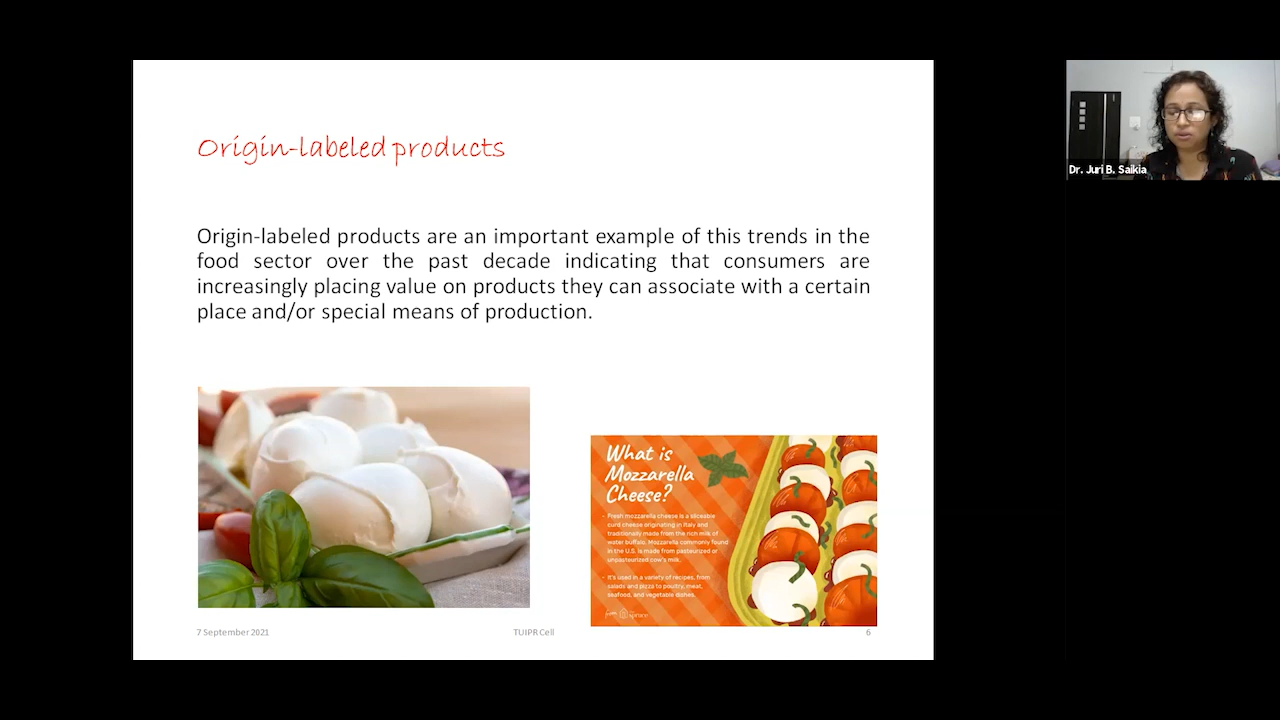 Origin-labeled products
Origin-labeled products are an important example of this trends in the
food sector over the past decade indicating that consumers are
increasingly placing value on products they can associate with a certain
place and/or special means of production.
What is
Mozzarella
Cheese?
Fresh mozzarella cheese is a sliceable
curd cheese originating in Italy and
traditionally made from the rich milk of
water buffalo. Mozzarella commonly found
in the U.S. is made from pasteurized or
unpasteurized cow's milk.
It's used in a variety of recipes, from
salads and pizza to poultry, meat,
seafood, and vegetable dishes.
7 September 2021
TUIPR Cell
6
Dr. Juri B. Saikia